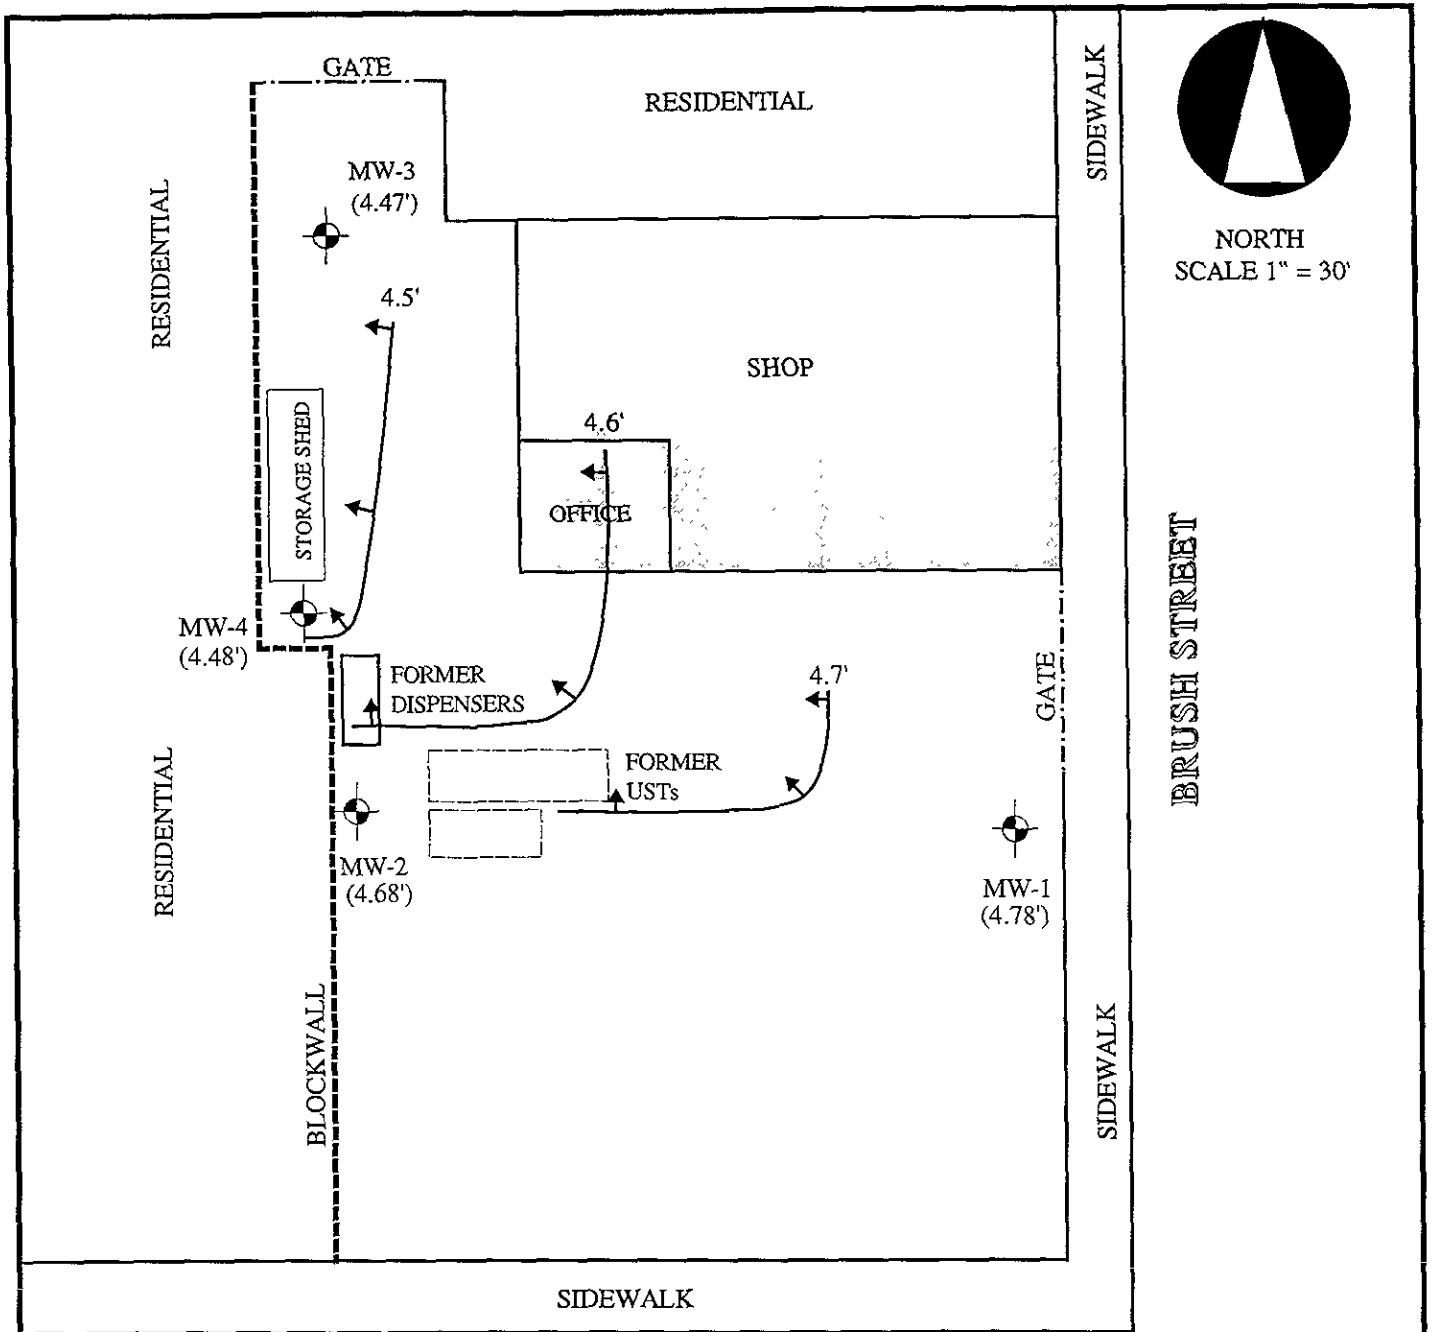 GATE
RESIDENTIAL
SIDEWALK
MW-3
(4.47')
RESIDENTIAL
NORTH
SCALE 1" = 30'
4.5'
SHOP
4.6'
STORAGE SHED
OFFICE
BRUSH STREET
MW-4
(4.48')
FORMER
DISPENSERS
4.7'
GATE
FORMER
USTs
RESIDENTIAL
MW-2
(4.68')
MW-1
(4.78')
BLOCKWALL
SIDEWALK
SIDEWALK